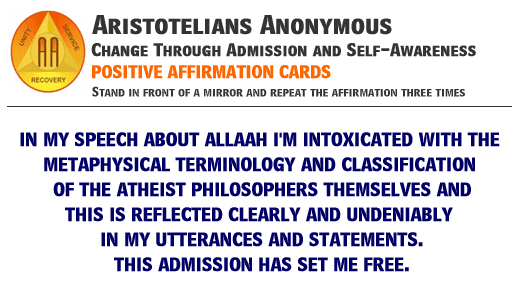 UNITY
SERVICE
AA
RECOVERY
Aristotelians Anonymous
Change Through Admission and Self-Awareness
POSITIVE AFFIRMATION CARDS
Stand in front of a mirror and repeat the affirmation three times
IN MY SPEECH ABOUT ALLAAH I'M INTOXICATED WITH THE
METAPHYSICAL TERMINOLOGY AND CLASSIFICATION
OF THE ATHEIST PHILOSOPHERS THEMSELVES AND
THIS IS REFLECTED CLEARLY AND UNDENIABLY
IN MY UTTERANCES AND STATEMENTS.
THIS ADMISSION HAS SET ME FREE.